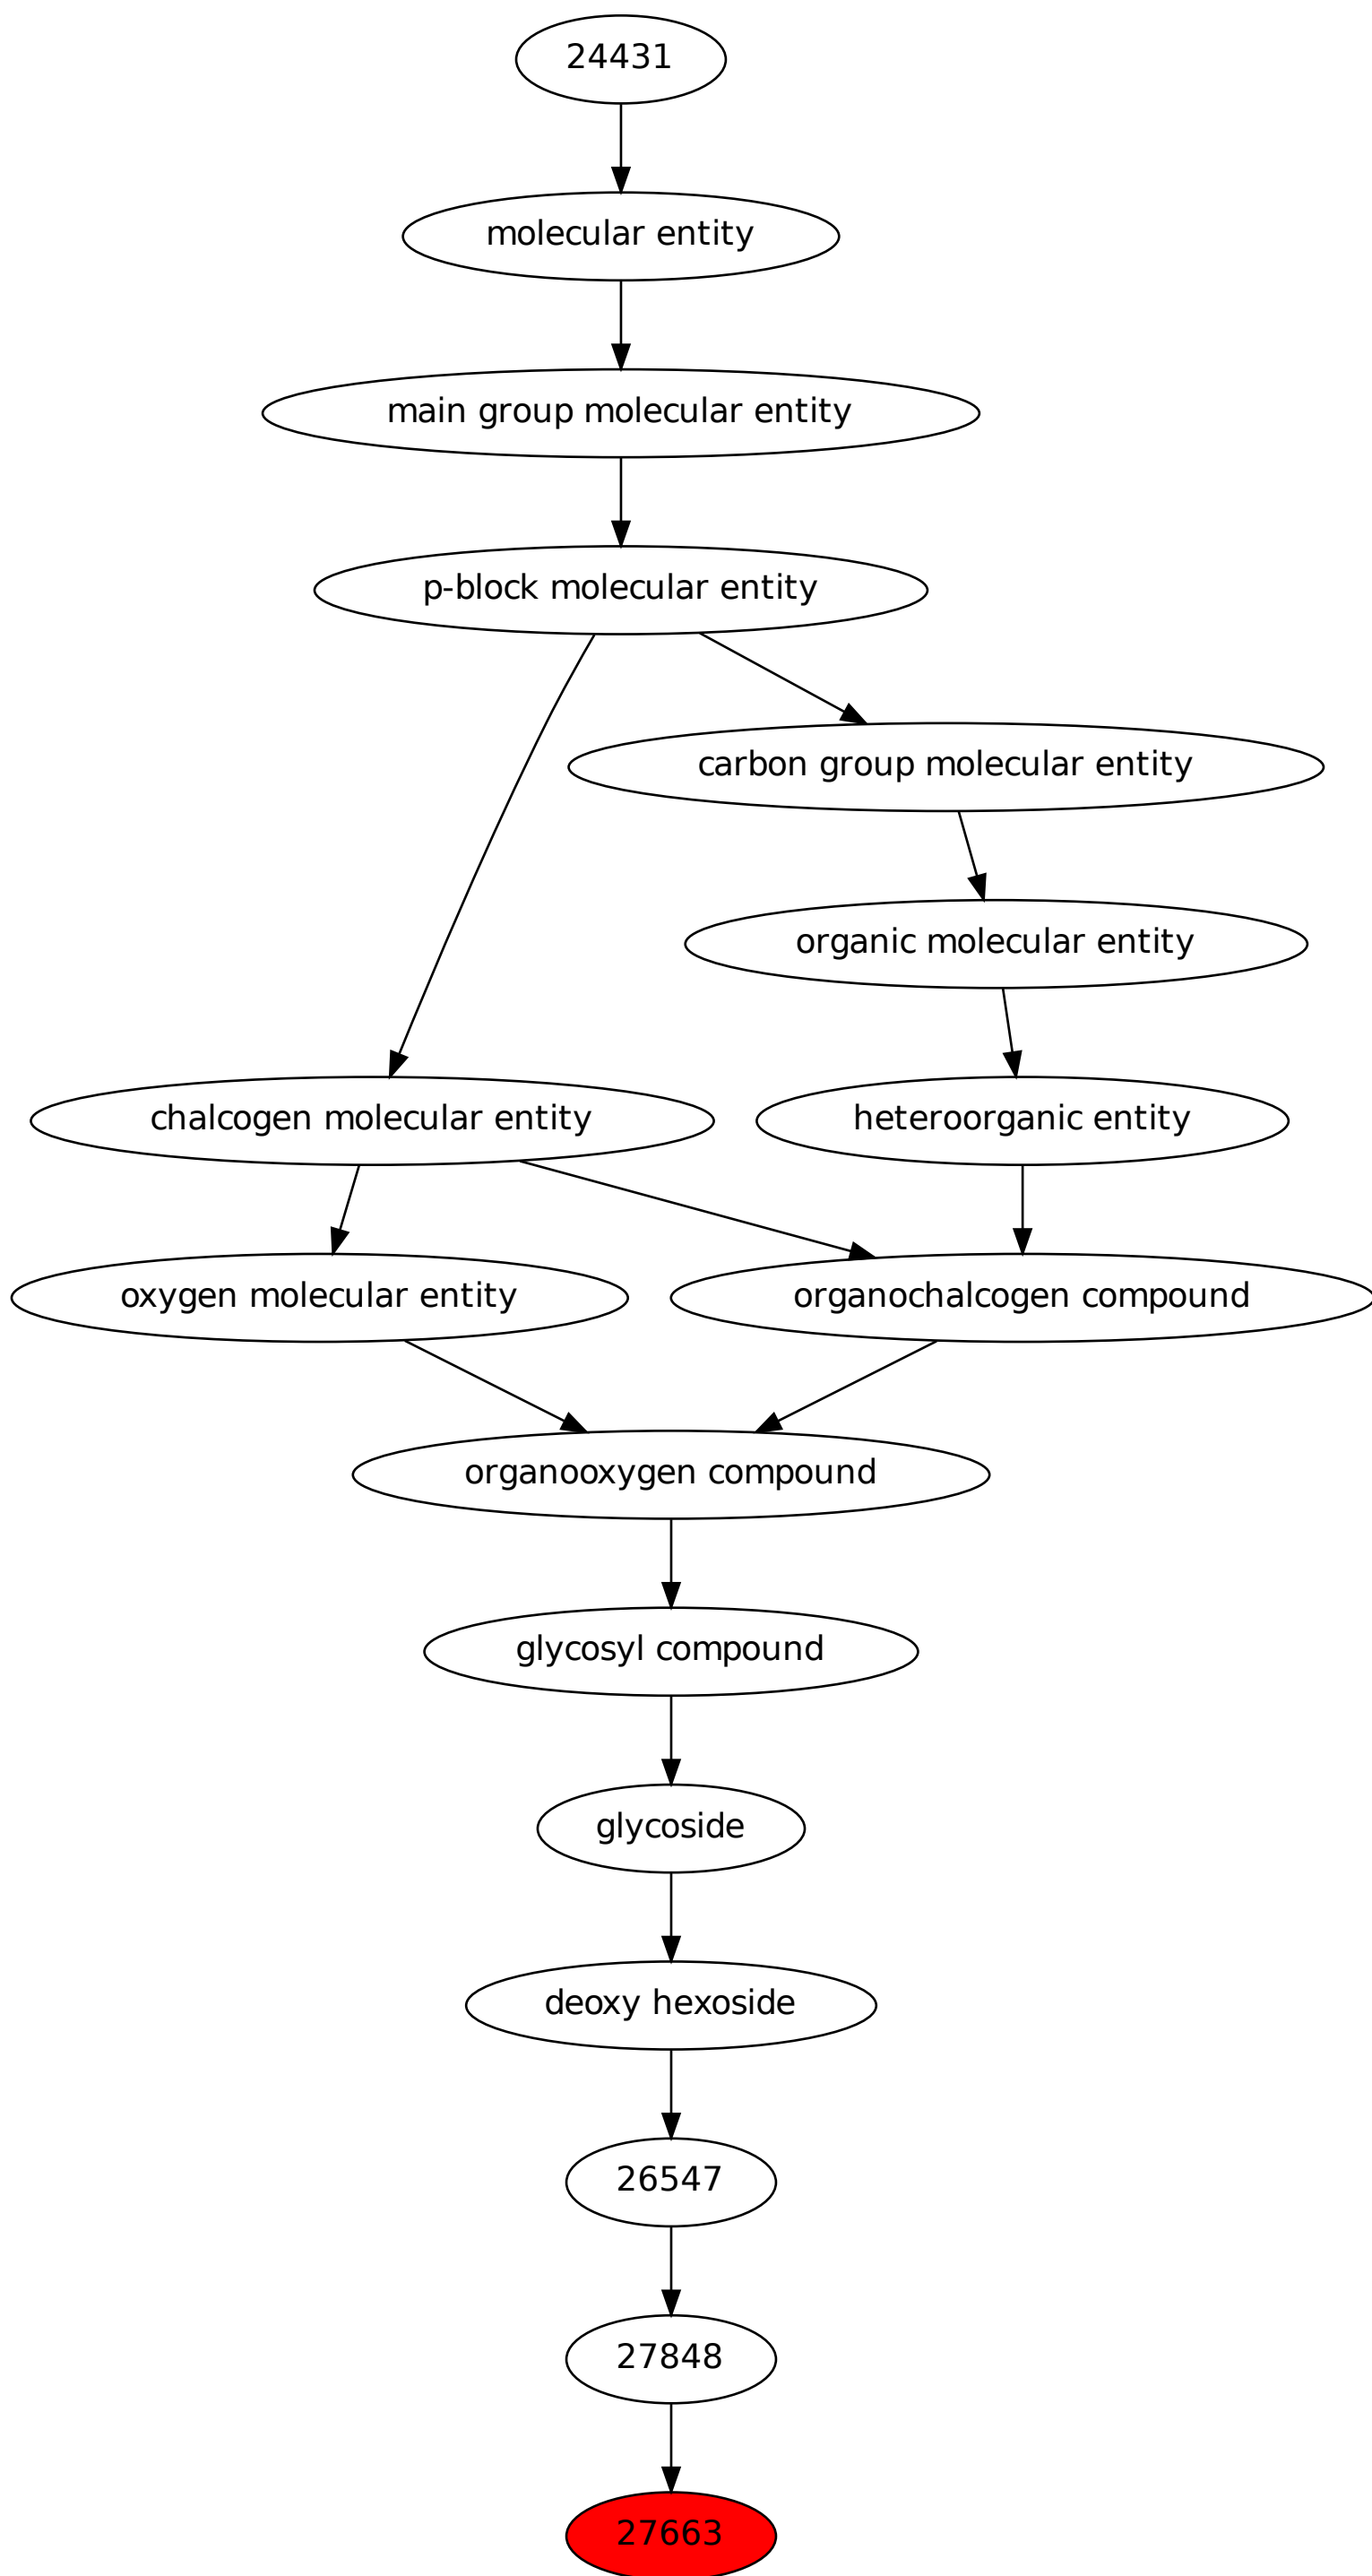 24431
molecular entity
main group molecular entity
p-block molecular entity
carbon group molecular entity
organic molecular entity
chalcogen molecular entity
heteroorganic entity
oxygen molecular entity
organochalcogen compound
organooxygen compound
glycosyl compound
glycoside
deoxy hexoside
26547
27848
27663